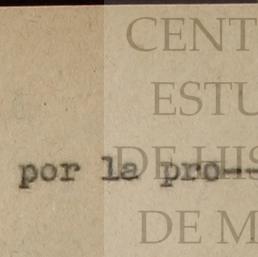 CENT
ESTU
por la pro--
DE HIS
DE M